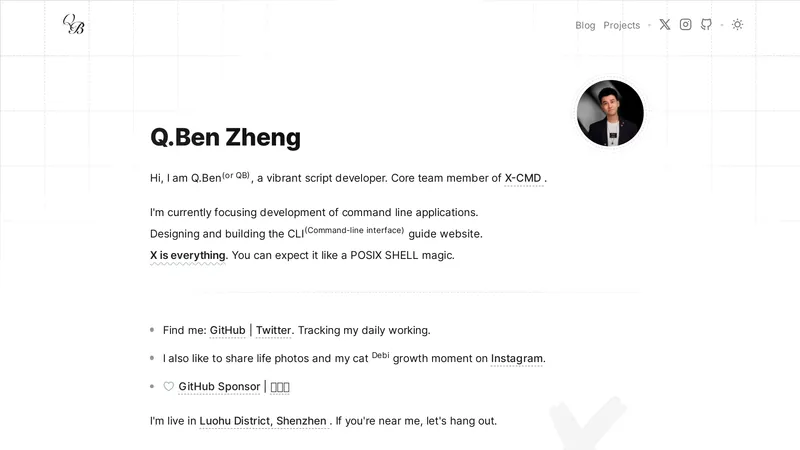 QB
Blog Projects
Q.Ben Zheng
Hi, I am Q.Ben(or QB), a vibrant script developer. Core team member of X-CMD .
I'm currently focusing development of command line applications.
Designing and building the CLI(Command-line interface) guide website.
X is everything. You can expect it like a POSIX SHELL magic.
Find me: GitHub | Twitter. Tracking my daily working.
I also like to share life photos and my cat Debi growth moment on Instagram.
GitHub Sponsor |
I'm live in Luohu District, Shenzhen . If you're near me, let's hang out.